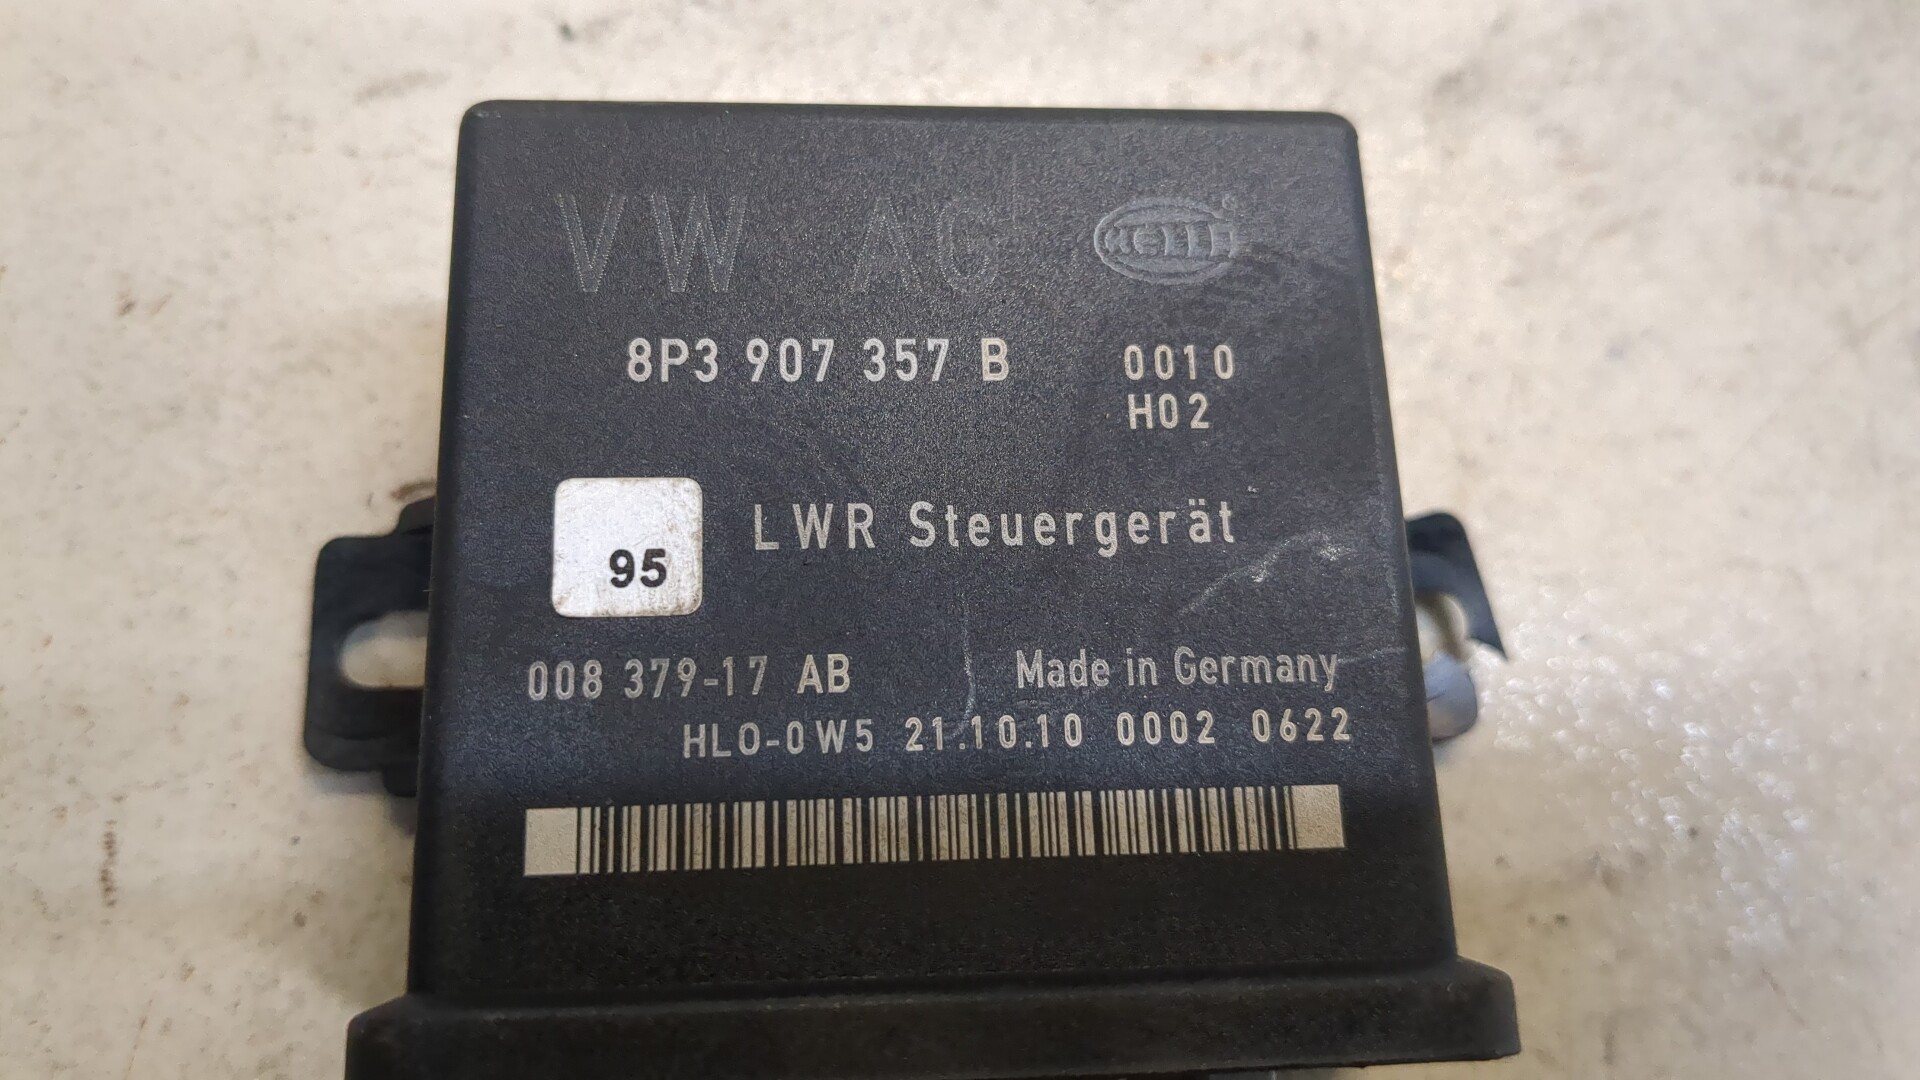 VW AG HELLA
8P3 907 357 B 0010
H02
LWR Steuergerät
95
008 379-17 AB Made in Germany
HLO-0W5 21.10.10 0002 0622